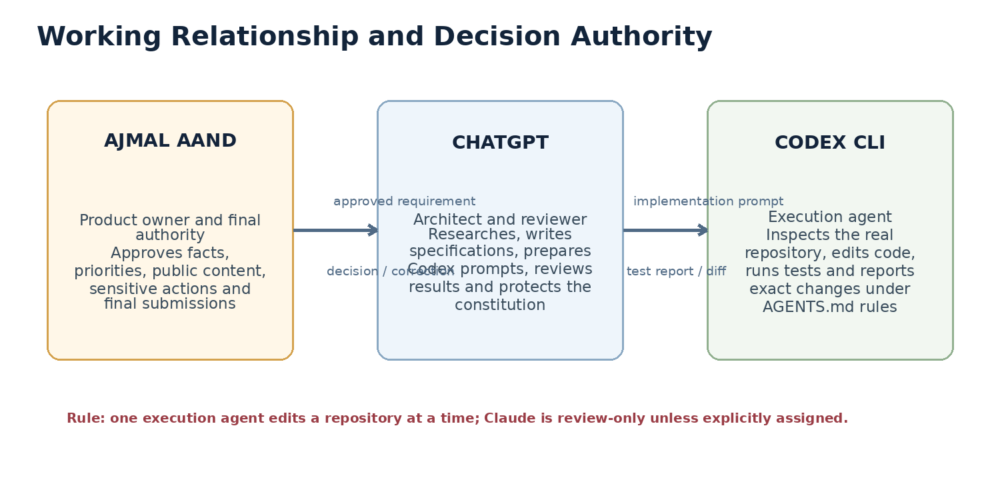 Working Relationship and Decision Authority
AJMAL AAND
Product owner and final
authority
Approves facts,
priorities, public content,
sensitive actions and
final submissions
approved requirement
decision / correction
CHATGPT
Architect and reviewer
Researches, writes
specifications, prepares
Codex prompts, reviews
results and protects the
constitution
implementation prompt
test report / diff
CODEX CLI
Execution agent
Inspects the real
repository, edits code,
runs tests and reports
exact changes under
AGENTS.md rules
Rule: one execution agent edits a repository at a time; Claude is review-only unless explicitly assigned.